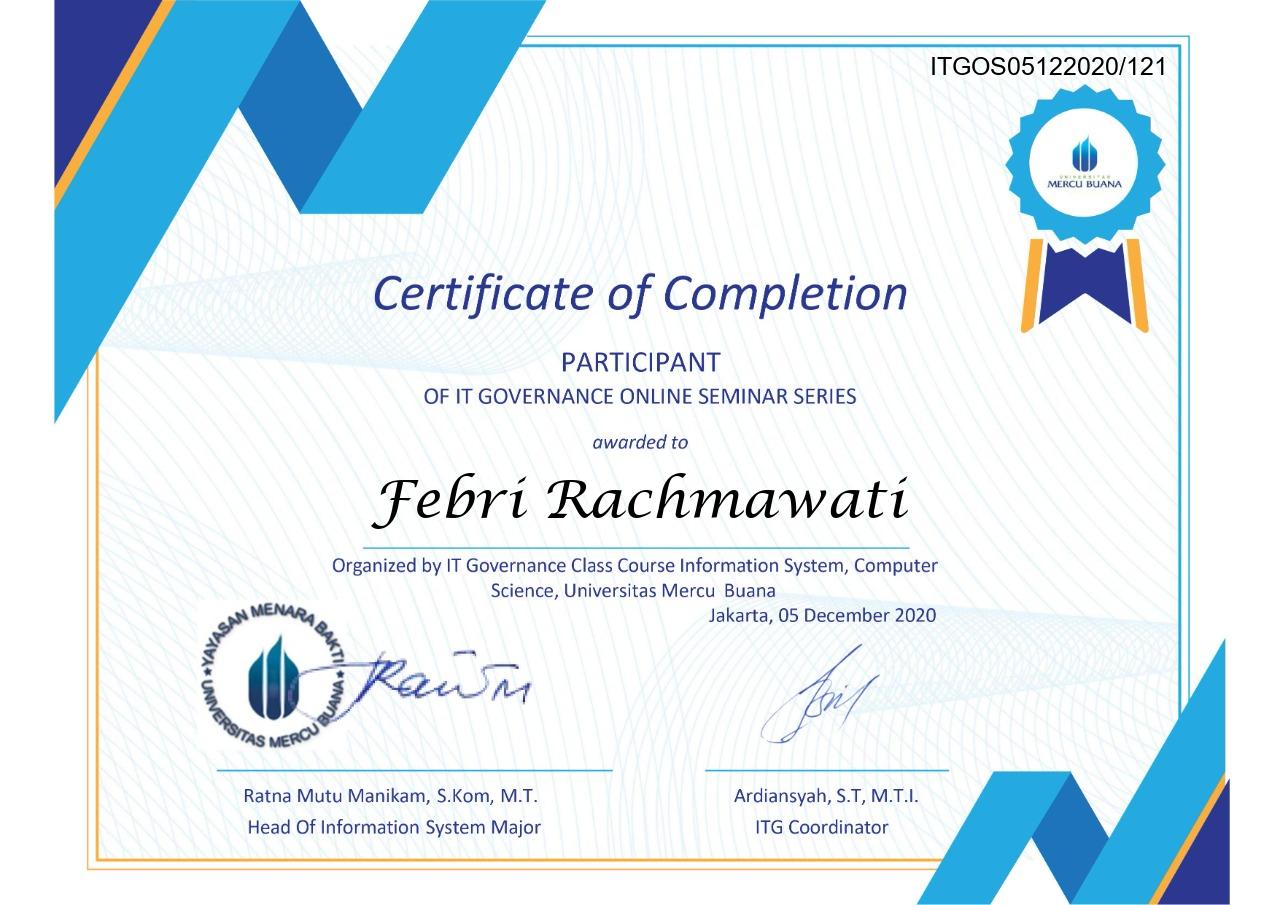 ITGOS05122020/121
UNIVERSITAS
MERCU BUANA
Certificate of Completion
PARTICIPANT
OF IT GOVERNANCE ONLINE SEMINAR SERIES
awarded to
Febri Rachmawati
Organized by IT Governance Class Course Information System, Computer
Science, Universitas Mercu Buana
Jakarta, 05 December 2020
YAYASAN MENARA BAKTI
UNIVERSITAS MERCU BUANA
Ratna Mutu Manikam, S.Kom, M.T.
Head Of Information System Major
Ardiansyah, S.T, M.T.I.
ITG Coordinator